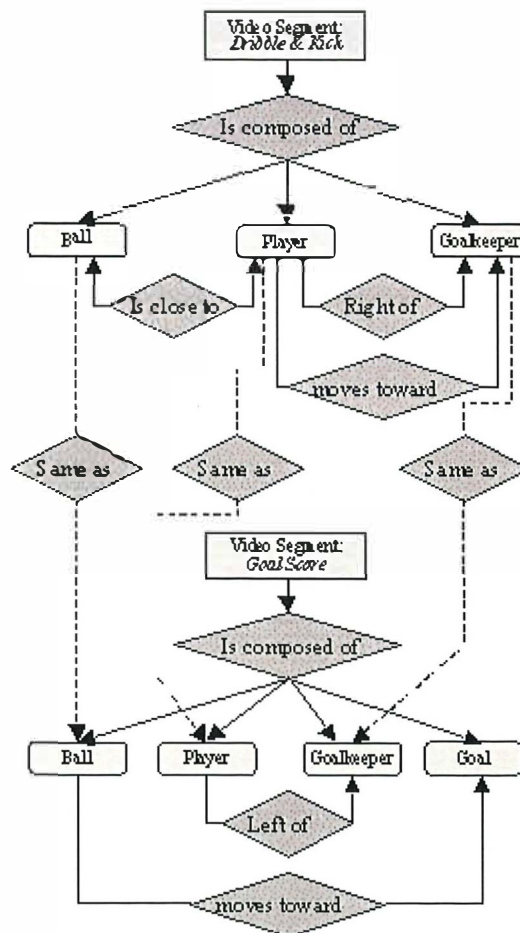 Video Segment:
Dribble & Kick
Is composed of
Ball
Player
Goalkeeper
Is close to
Right of
moves toward
Same as
Same as
Same as
Video Segment:
Goal Score
Is composed of
Ball
Player
Goalkeeper
Goal
Left of
moves toward